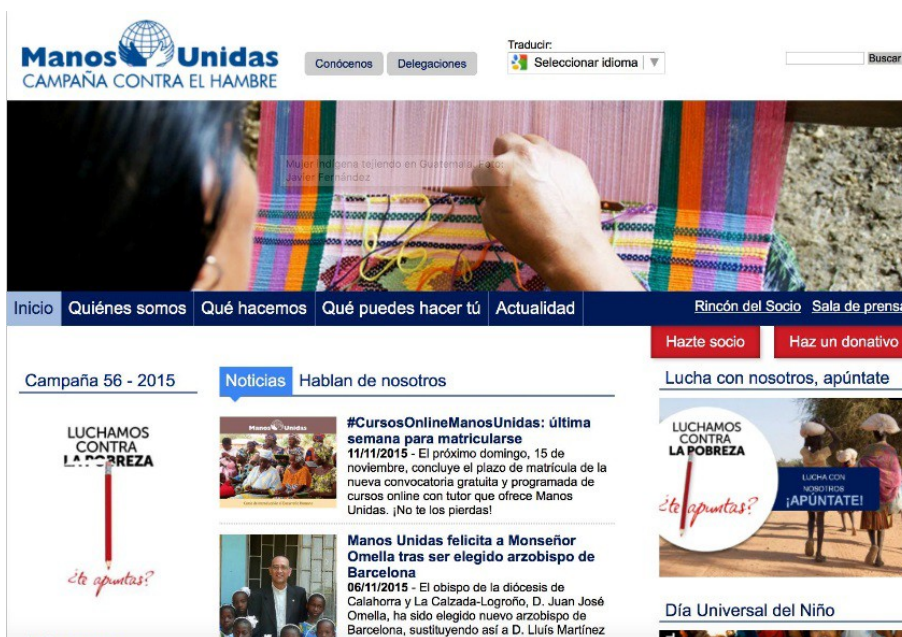 Manos Unidas
CAMPAÑA CONTRA EL HAMBRE
Conócenos
Delegaciones
Traducir:
Seleccionar idioma
Buscar
Mujer indígena tejiendo en Guatemala. Foto:
Javier Fernández
Inicio
Quiénes somos
Qué hacemos
Qué puedes hacer tú
Actualidad
Rincón del Socio
Sala de prensa
Hazte socio
Haz un donativo
Campaña 56 - 2015
LUCHAMOS
CONTRA
LA POBREZA
¿te apuntas?
Noticias
Hablan de nosotros
Manos Unidas
#CursosOnlineManosUnidas: última
semana para matricularse
11/11/2015 - El próximo domingo, 15 de
noviembre, concluye el plazo de matrícula de la
nueva convocatoria gratuita y programada de
cursos online con tutor que ofrece Manos
Unidas. ¡No te los pierdas!
Manos Unidas felicita a Monseñor
Omella tras ser elegido arzobispo de
Barcelona
06/11/2015 - El obispo de la diócesis de
Calahorra y La Calzada-Logroño, D. Juan José
Omella, ha sido elegido nuevo arzobispo de
Barcelona, sustituyendo así a D. Lluís Martínez
Lucha con nosotros, apúntate
LUCHAMOS
CONTRA
LA POBREZA
¿te apuntas?
LUCHA CON
NOSOTROS
¡APÚNTATE!
Día Universal del Niño